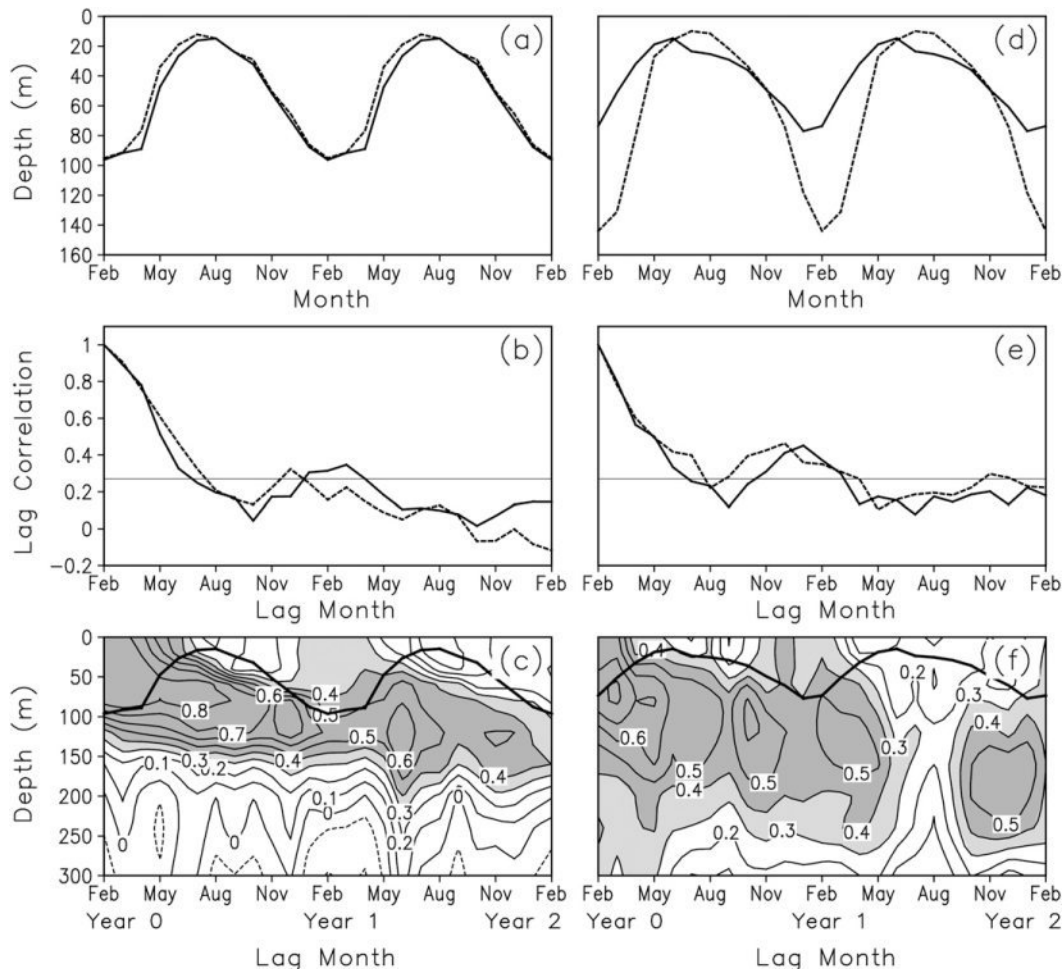 (a)
0
20
40
60
80
100
120
140
160
Depth (m)
Feb May Aug Nov Feb May Aug Nov Feb
Month
(d)
Feb May Aug Nov Feb May Aug Nov Feb
Month
(b)
1
0.8
0.6
0.4
0.2
0
-0.2
Lag Correlation
Feb May Aug Nov Feb May Aug Nov Feb
Lag Month
(e)
Feb May Aug Nov Feb May Aug Nov Feb
Lag Month
(c)
0
50
100
150
200
250
300
Depth (m)
0.6 0.4
0.8 0.5
0.7 0.5
0.1 0.3 0.4 0.6 0.4
0.2
0.1 0
0 0.3
0 0 0.2
Feb May Aug Nov Feb May Aug Nov Feb
Year 0 Year 1 Year 2
Lag Month
(f)
0.4
0.2
0.3
0.4
0.6 0.3
0.5 0.5 0.5
0.4
0.2 0.3 0.4 0.5
Feb May Aug Nov Feb May Aug Nov Feb
Year 0 Year 1 Year 2
Lag Month